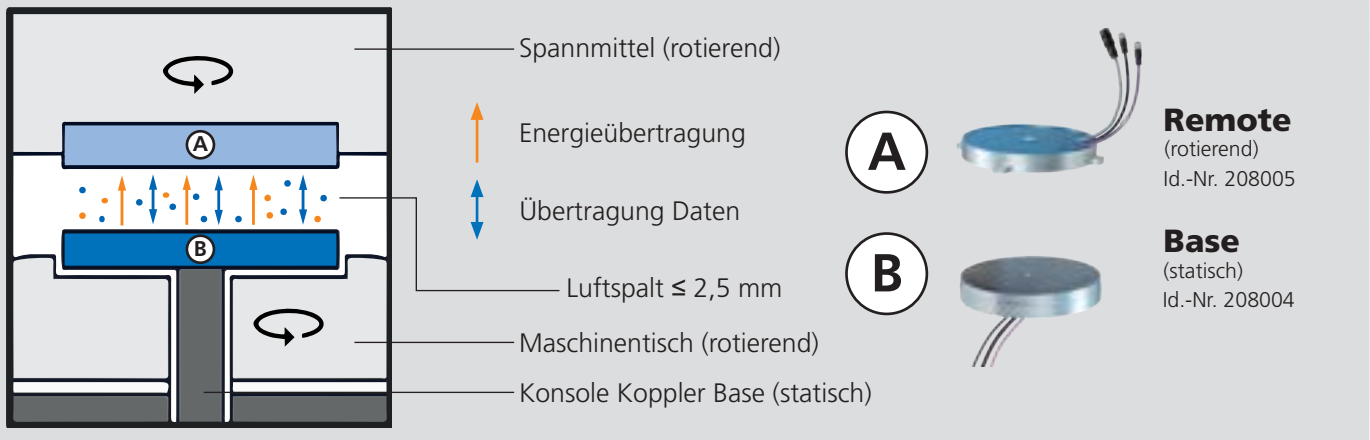 Spannmittel (rotierend)
A
Energieübertragung
Übertragung Daten
B
Luftspalt ≤ 2,5 mm
Maschinentisch (rotierend)
Konsole Koppler Base (statisch)
A
Remote
(rotierend)
Id.-Nr. 208005
B
Base
(statisch)
Id.-Nr. 208004